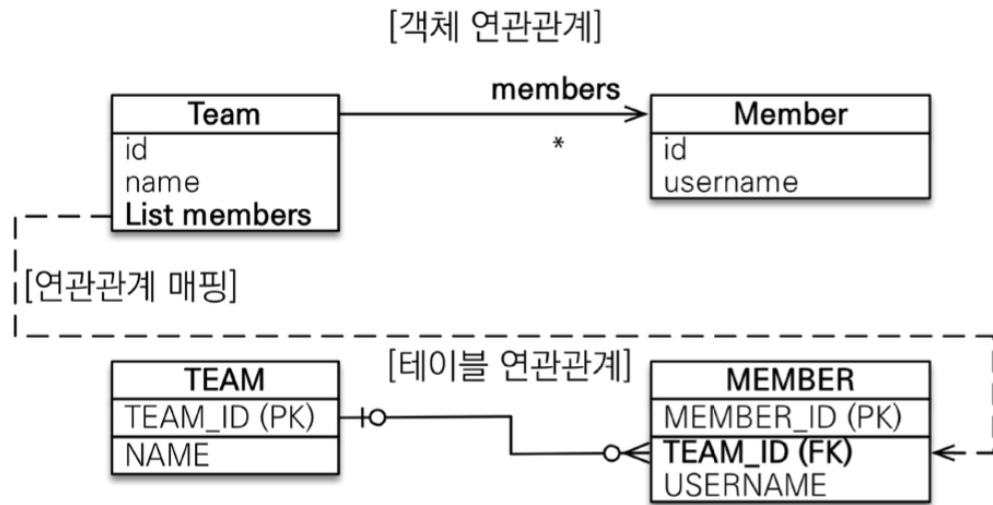 [객체 연관관계]
members
Team
Member
*
id
name
List members
id
username
[연관관계 매핑]
[테이블 연관관계]
TEAM
TEAM_ID (PK)
NAME
MEMBER
MEMBER_ID (PK)
TEAM_ID (FK)
USERNAME